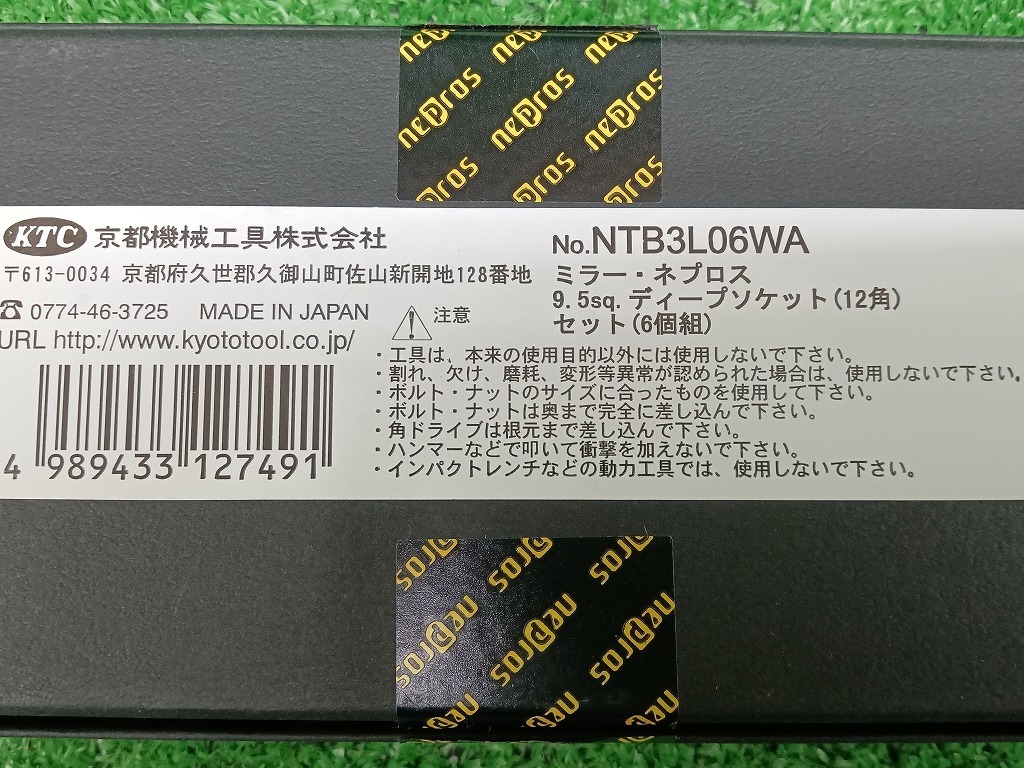 nepros nepros
nepros nepros nepros
nepros nepros nepros
KTC 京都機械工具株式会社
〒613-0034 京都府久世郡久御山町佐山新開地128番地
☎ 0774-46-3725 MADE IN JAPAN
URL http://www.kyototool.co.jp/
4 989433 127491
No.NTB3L06WA
ミラー・ネプロス
9.5sq.ディープソケット(12角)
セット(6個組)
注意
・工具は、本来の使用目的以外には使用しないで下さい。
・割れ、欠け、磨耗、変形等異常が認められた場合は、使用しないで下さい。
・ボルト・ナットのサイズに合ったものを使用して下さい。
・ボルト・ナットは奥まで完全に差し込んで下さい。
・角ドライブは根元まで差し込んで下さい。
・ハンマーなどで叩いて衝撃を加えないで下さい。
・インパクトレンチなどの動力工具では、使用しないで下さい。
nepros nepros nepros
nepros nepros nepros
nepros nepros nepros